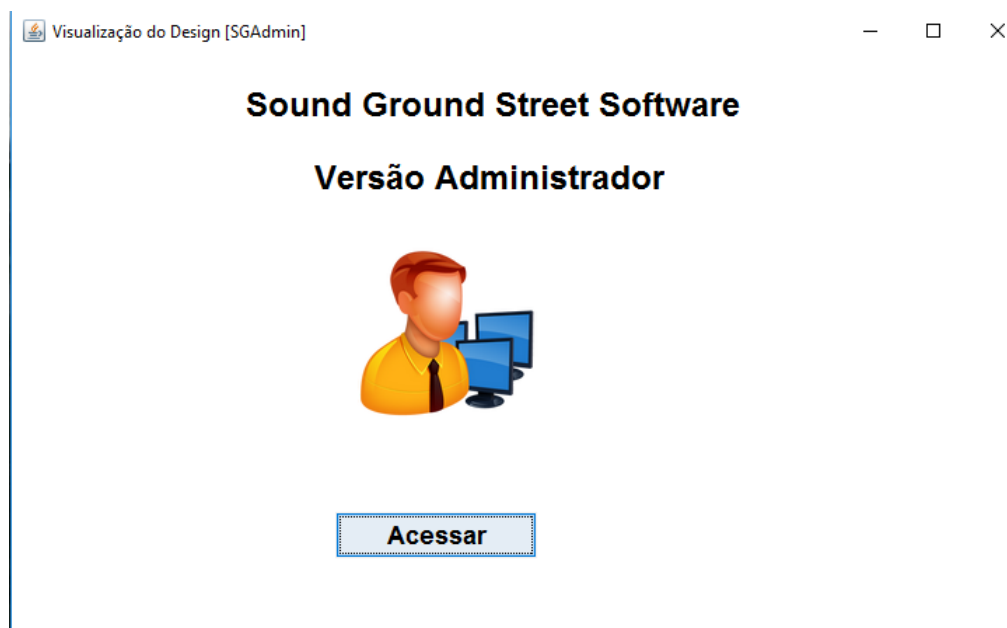 Visualização do Design [SGAdmin]
Sound Ground Street Software
Versão Administrador
Acessar